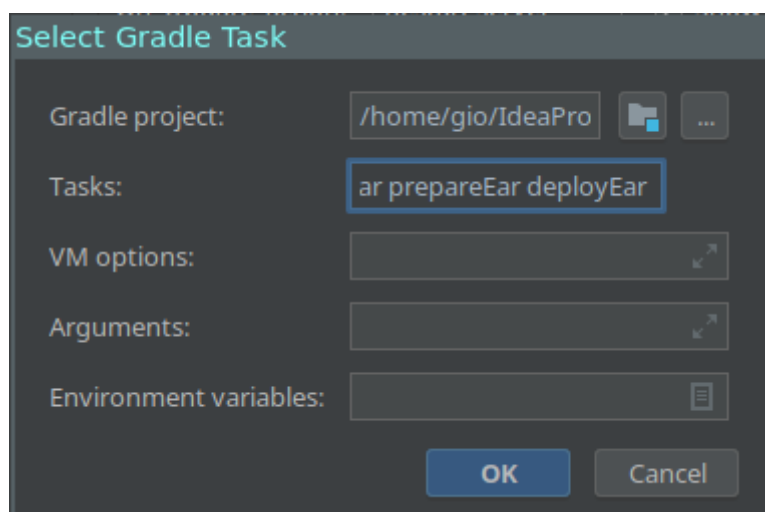 Select Gradle Task
Gradle project: /home/gio/IdeaPro ...
Tasks: ar prepareEar deployEar
VM options:
Arguments:
Environment variables:
OK Cancel